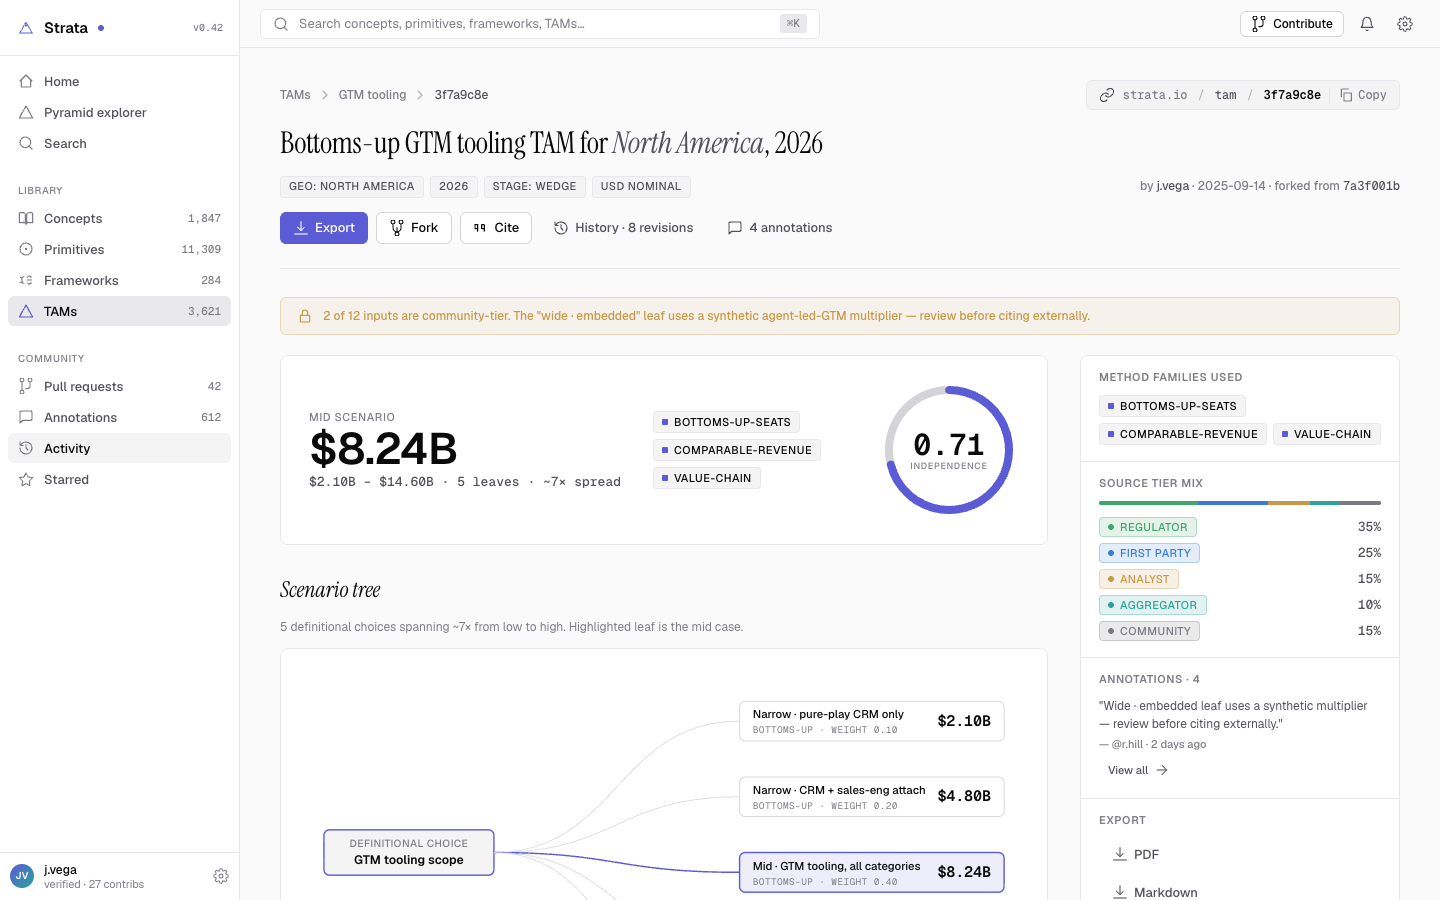 Strata
v0.42
Home
Pyramid explorer
Search
LIBRARY
Concepts 1,847
Primitives 11,309
Frameworks 284
TAMs 3,621
COMMUNITY
Pull requests 42
Annotations 612
Activity
Starred
JV
j.vega
verified · 27 contribs
Search concepts, primitives, frameworks, TAMs…
⌘K
Contribute
TAMs > GTM tooling > 3f7a9c8e
strata.io / tam / 3f7a9c8e Copy
Bottoms-up GTM tooling TAM for North America, 2026
GEO: NORTH AMERICA 2026 STAGE: WEDGE USD NOMINAL
by j.vega · 2025-09-14 · forked from 7a3f001b
Export Fork Cite History · 8 revisions 4 annotations
2 of 12 inputs are community-tier. The "wide · embedded" leaf uses a synthetic agent-led-GTM multiplier — review before citing externally.
MID SCENARIO
$8.24B
$2.10B – $14.60B · 5 leaves · ~7× spread
BOTTOMS-UP-SEATS
COMPARABLE-REVENUE
VALUE-CHAIN
0.71
INDEPENDENCE
Scenario tree
5 definitional choices spanning ~7× from low to high. Highlighted leaf is the mid case.
DEFINITIONAL CHOICE
GTM tooling scope
Narrow · pure-play CRM only
BOTTOMS-UP · WEIGHT 0.10
$2.10B
Narrow · CRM + sales-eng attach
BOTTOMS-UP · WEIGHT 0.20
$4.80B
Mid · GTM tooling, all categories
BOTTOMS-UP · WEIGHT 0.40
$8.24B
METHOD FAMILIES USED
BOTTOMS-UP-SEATS
COMPARABLE-REVENUE VALUE-CHAIN
SOURCE TIER MIX
REGULATOR 35%
FIRST PARTY 25%
ANALYST 15%
AGGREGATOR 10%
COMMUNITY 15%
ANNOTATIONS · 4
"Wide · embedded leaf uses a synthetic multiplier
— review before citing externally."
— @r.hill · 2 days ago
View all
EXPORT
PDF
Markdown